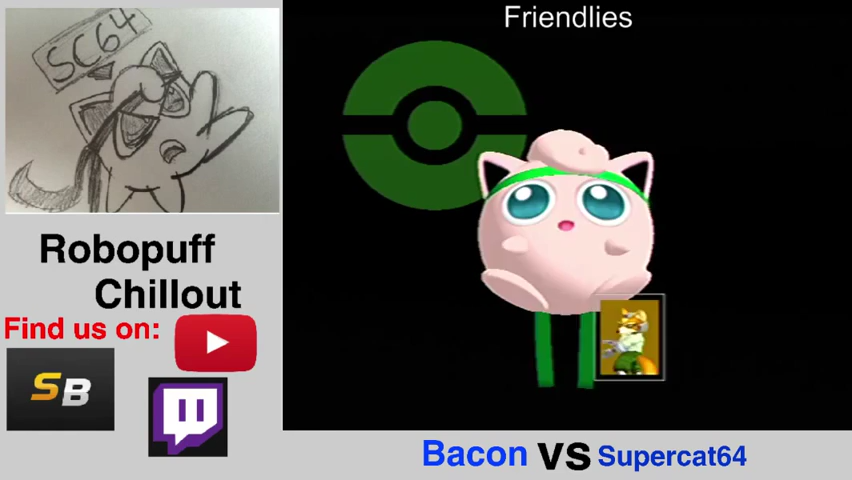 SC64
Friendlies
Robopuff
Chillout
Find us on:
SB
Bacon VS Supercat64